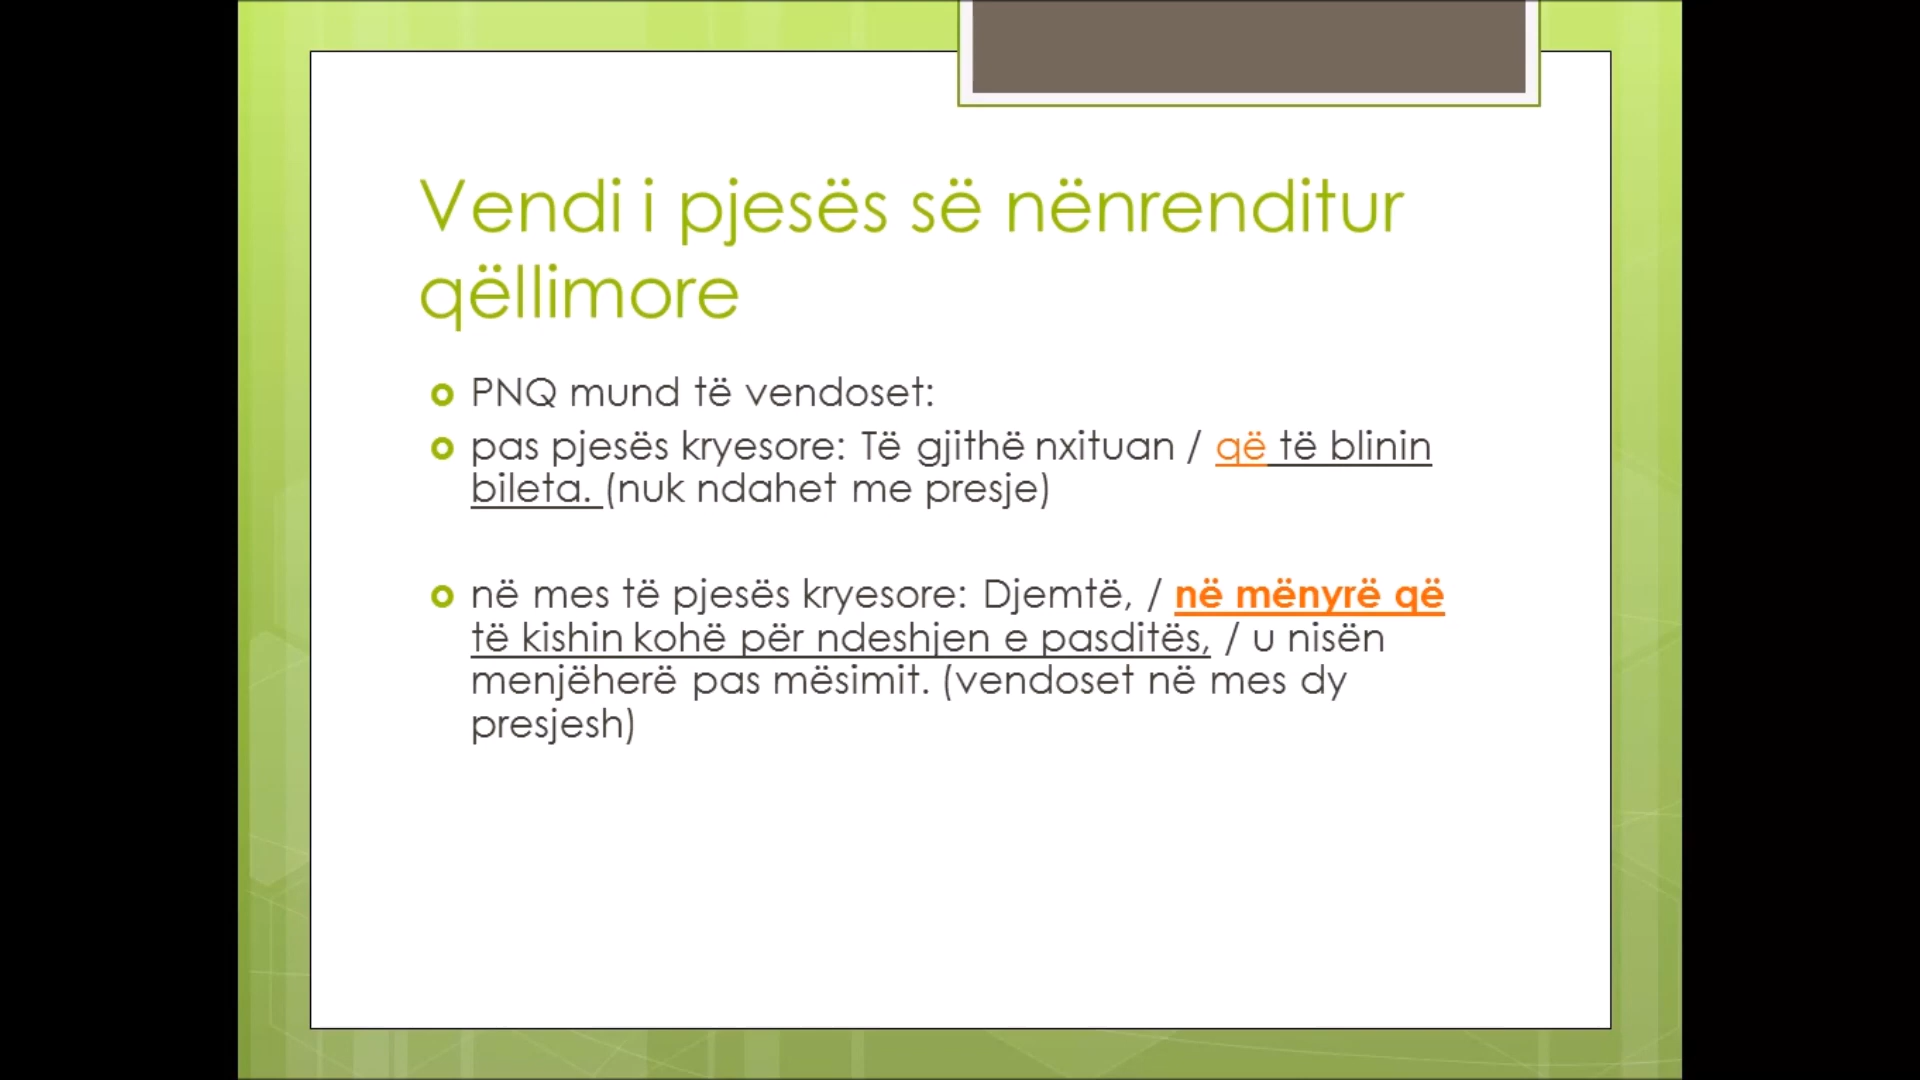 Vendi i pjesës së nënrenditur
qëllimore
PNQ mund të vendoset:
pas pjesës kryesore: Të gjithë nxituan / që të blinin
bileta. (nuk ndahet me presje)
në mes të pjesës kryesore: Djemtë, / në mënyrë që
të kishin kohë për ndeshjen e pasditës, / u nisën
menjëherë pas mësimit. (vendoset në mes dy
presjesh)